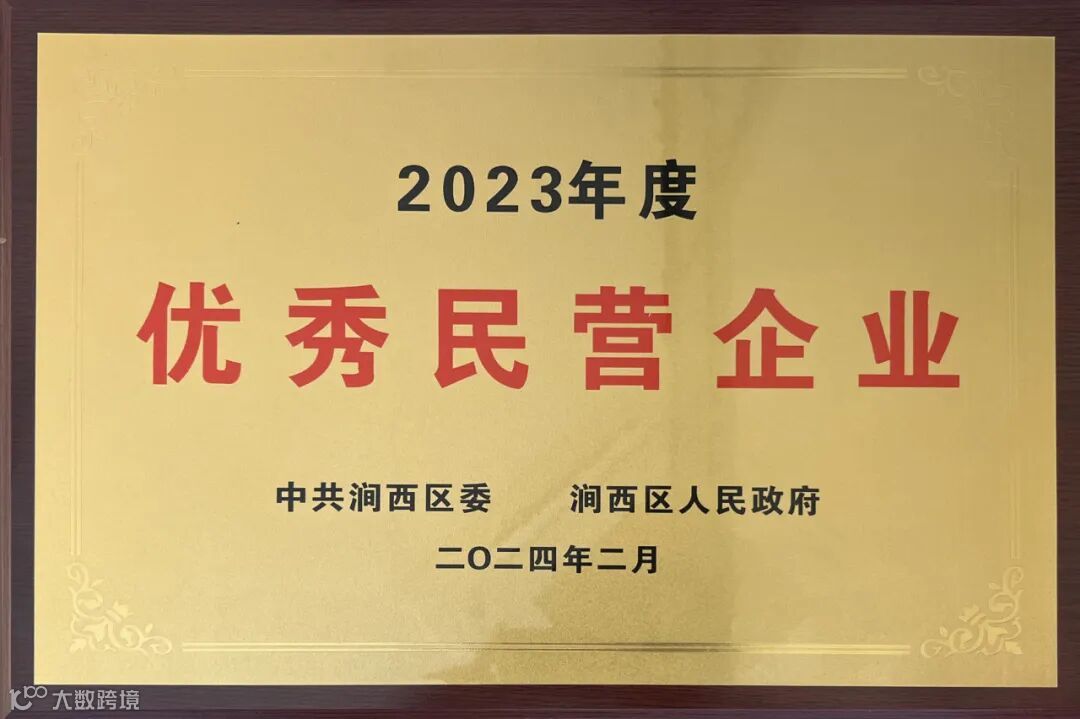 2023年度
优秀民营企业
中共涧西区委 涧西区人民政府
二〇二四年二月
大数跨境